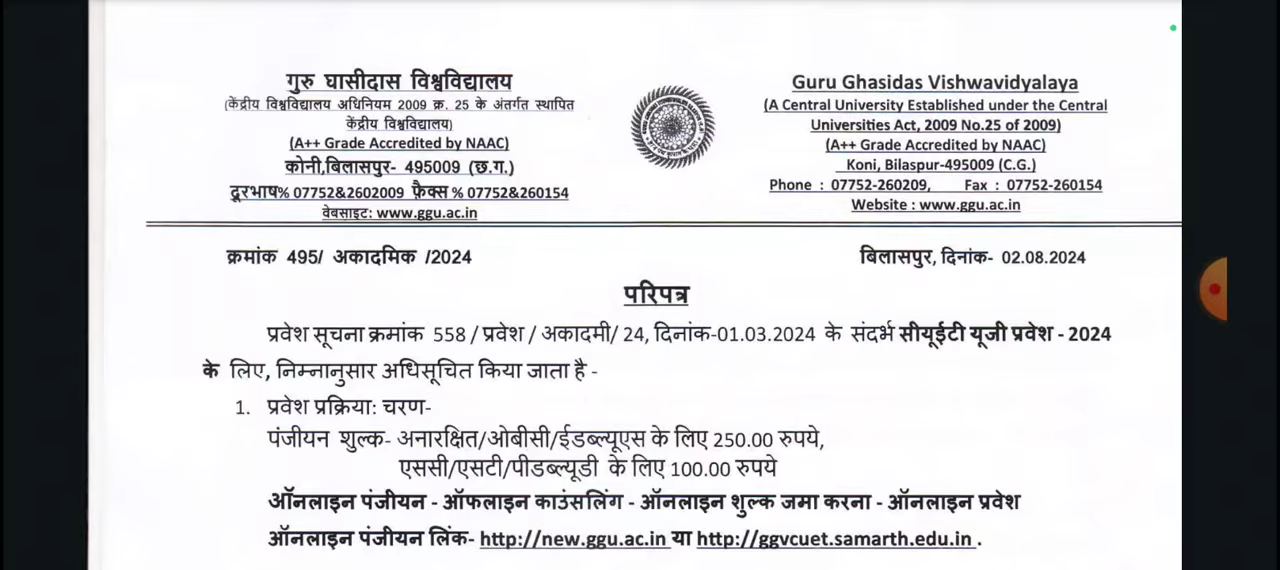 गुरु घासीदास विश्वविद्यालय
(केंद्रीय विश्वविद्यालय अधिनियम 2009 क्र. 25 के अंतर्गत स्थापित
केंद्रीय विश्वविद्यालय)
(A++ Grade Accredited by NAAC)
कोनी,बिलासपुर- 495009 (छ.ग.)
दूरभाष% 07752&2602009 फ़ैक्स % 07752&260154
वेबसाइट: www.ggu.ac.in
Guru Ghasidas Vishwavidyalaya
(A Central University Established under the Central
Universities Act, 2009 No.25 of 2009)
(A++ Grade Accredited by NAAC)
Koni, Bilaspur-495009 (C.G.)
Phone : 07752-260209, Fax : 07752-260154
Website : www.ggu.ac.in
क्रमांक 495/ अकादमिक /2024
बिलासपुर, दिनांक- 02.08.2024
परिपत्र
प्रवेश सूचना क्रमांक 558 / प्रवेश / अकादमी/ 24, दिनांक-01.03.2024 के संदर्भ सीयूईटी यूजी प्रवेश - 2024
के लिए, निम्नानुसार अधिसूचित किया जाता है -
1. प्रवेश प्रक्रिया: चरण-
पंजीयन शुल्क- अनारक्षित/ओबीसी/ईडब्ल्यूएस के लिए 250.00 रुपये,
एससी/एसटी/पीडब्ल्यूडी के लिए 100.00 रुपये
ऑनलाइन पंजीयन - ऑफलाइन काउंसलिंग - ऑनलाइन शुल्क जमा करना - ऑनलाइन प्रवेश
ऑनलाइन पंजीयन लिंक- http://new.ggu.ac.in या http://ggvcuet.samarth.edu.in .